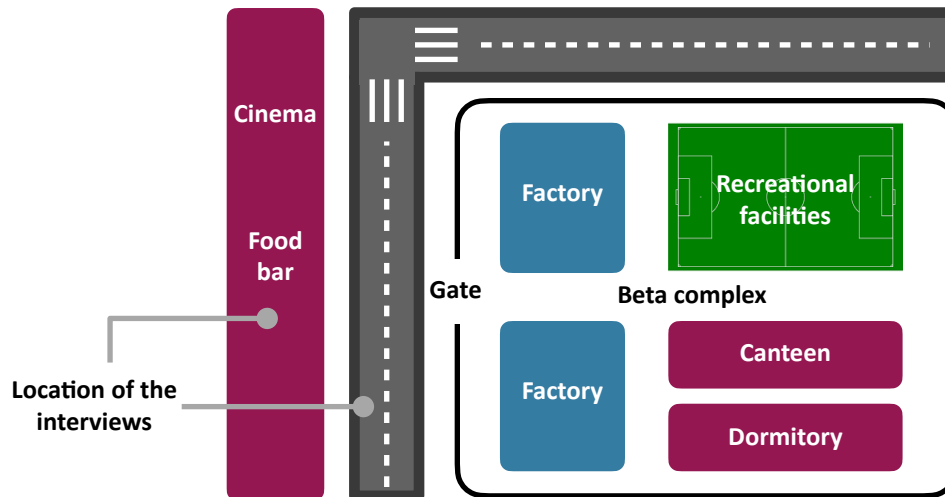 Cinema
Food
bar
Location of the
interviews
Gate
Factory
Recreational
facilities
Beta complex
Factory
Canteen
Dormitory